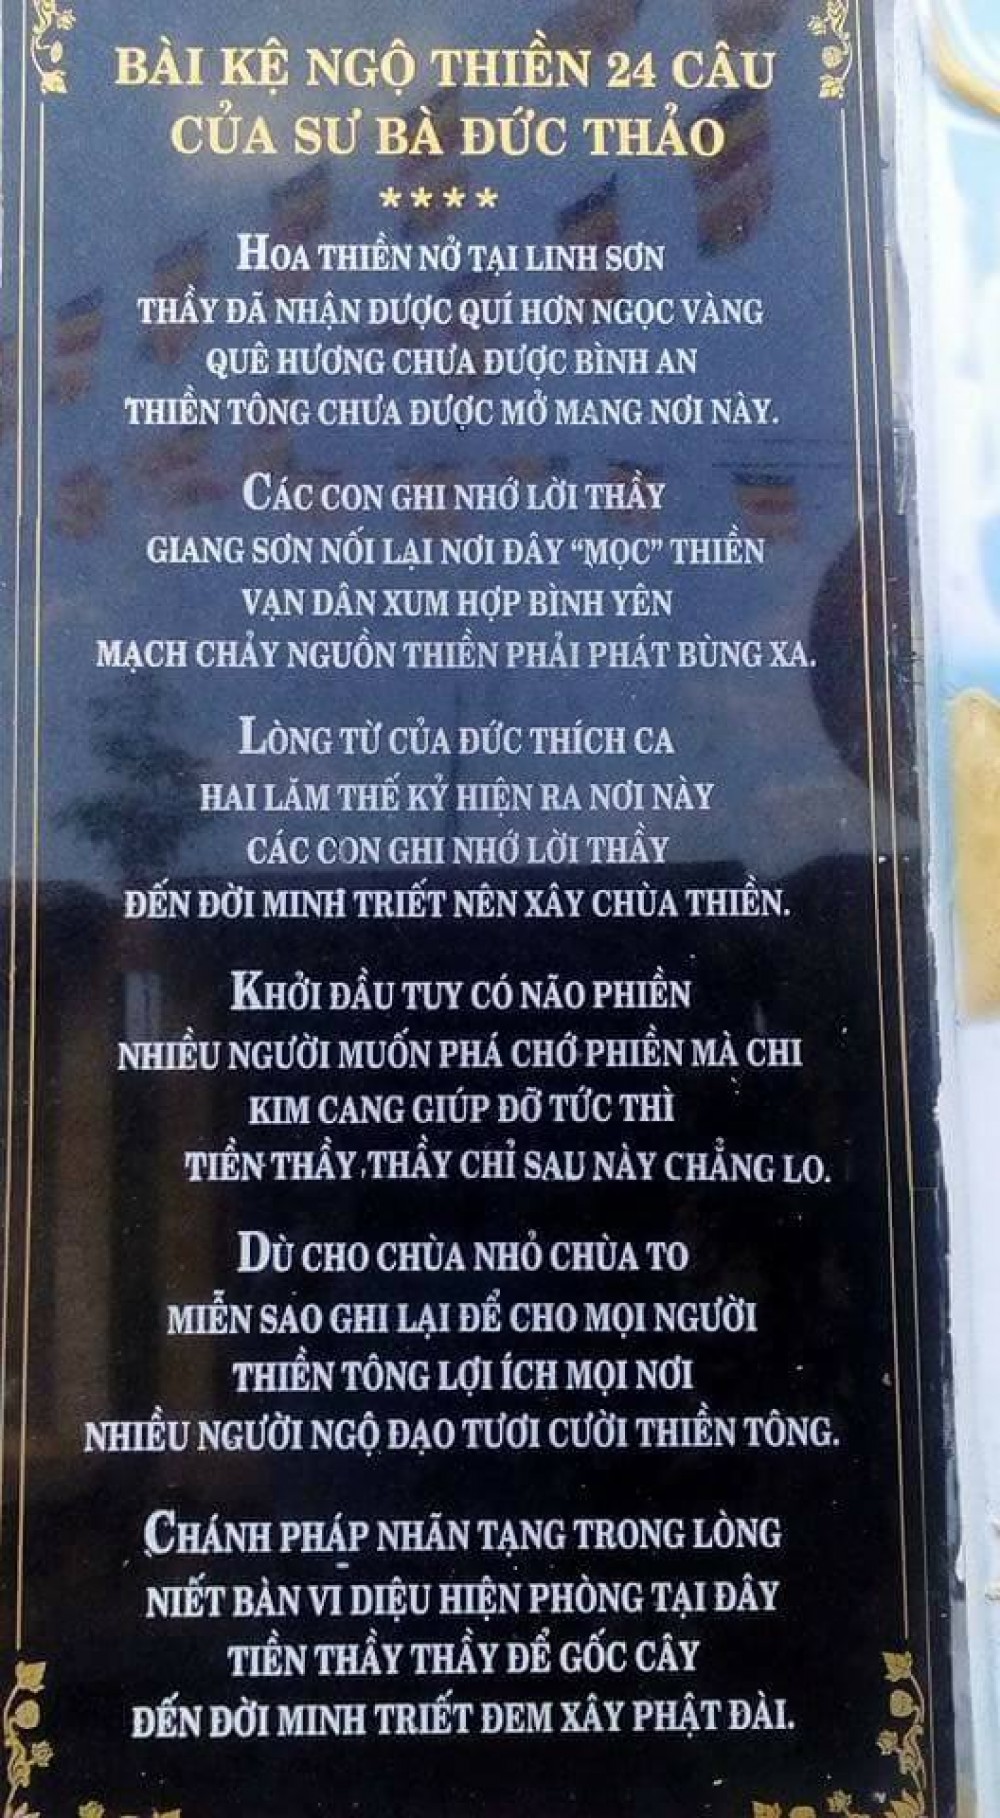 BÀI KỆ NGỘ THIỀN 24 CÂU
CỦA SƯ BÀ ĐỨC THẢO
****
HOA THIỀN NỞ TẠI LINH SƠN
THẦY ĐÃ NHẬN ĐƯỢC QUÍ HƠN NGỌC VÀNG
QUÊ HƯƠNG CHƯA ĐƯỢC BÌNH AN
THIỀN TÔNG CHƯA ĐƯỢC MỞ MANG NƠI NÀY.
CÁC CON GHI NHỚ LỜI THẦY
GIANG SƠN NỐI LẠI NƠI ĐÂY “MỌC” THIỀN
VẠN DÂN XUM HỢP BÌNH YÊN
MẠCH CHẢY NGUỒN THIỀN PHẢI PHÁT BÙNG XA.
LÒNG TỪ CỦA ĐỨC THÍCH CA
HAI LĂM THẾ KỶ HIỆN RA NƠI NÀY
CÁC CON GHI NHỚ LỜI THẦY
ĐẾN ĐỜI MINH TRIẾT NÊN XÂY CHÙA THIỀN.
KHỞI ĐẦU TUY CÓ NÃO PHIỀN
NHIỀU NGƯỜI MUỐN PHÁ CHỚ PHIỀN MÀ CHI
KIM CANG GIÚP ĐỠ TỨC THÌ
TIỀN THẦY, THẦY CHỈ SAU NÀY CHẲNG LO.
DÙ CHO CHÙA NHỎ CHÙA TO
MIỄN SAO GHI LẠI ĐỂ CHO MỌI NGƯỜI
THIỀN TÔNG LỢI ÍCH MỌI NƠI
NHIỀU NGƯỜI NGỘ ĐẠO TƯƠI CƯỜI THIỀN TÔNG.
CHÁNH PHÁP NHÃN TẠNG TRONG LÒNG
NIẾT BÀN VI DIỆU HIỆN PHÒNG TẠI ĐÂY
TIỀN THẦY THẦY ĐỂ GỐC CÂY
ĐẾN ĐỜI MINH TRIẾT ĐEM XÂY PHẬT ĐÀI.